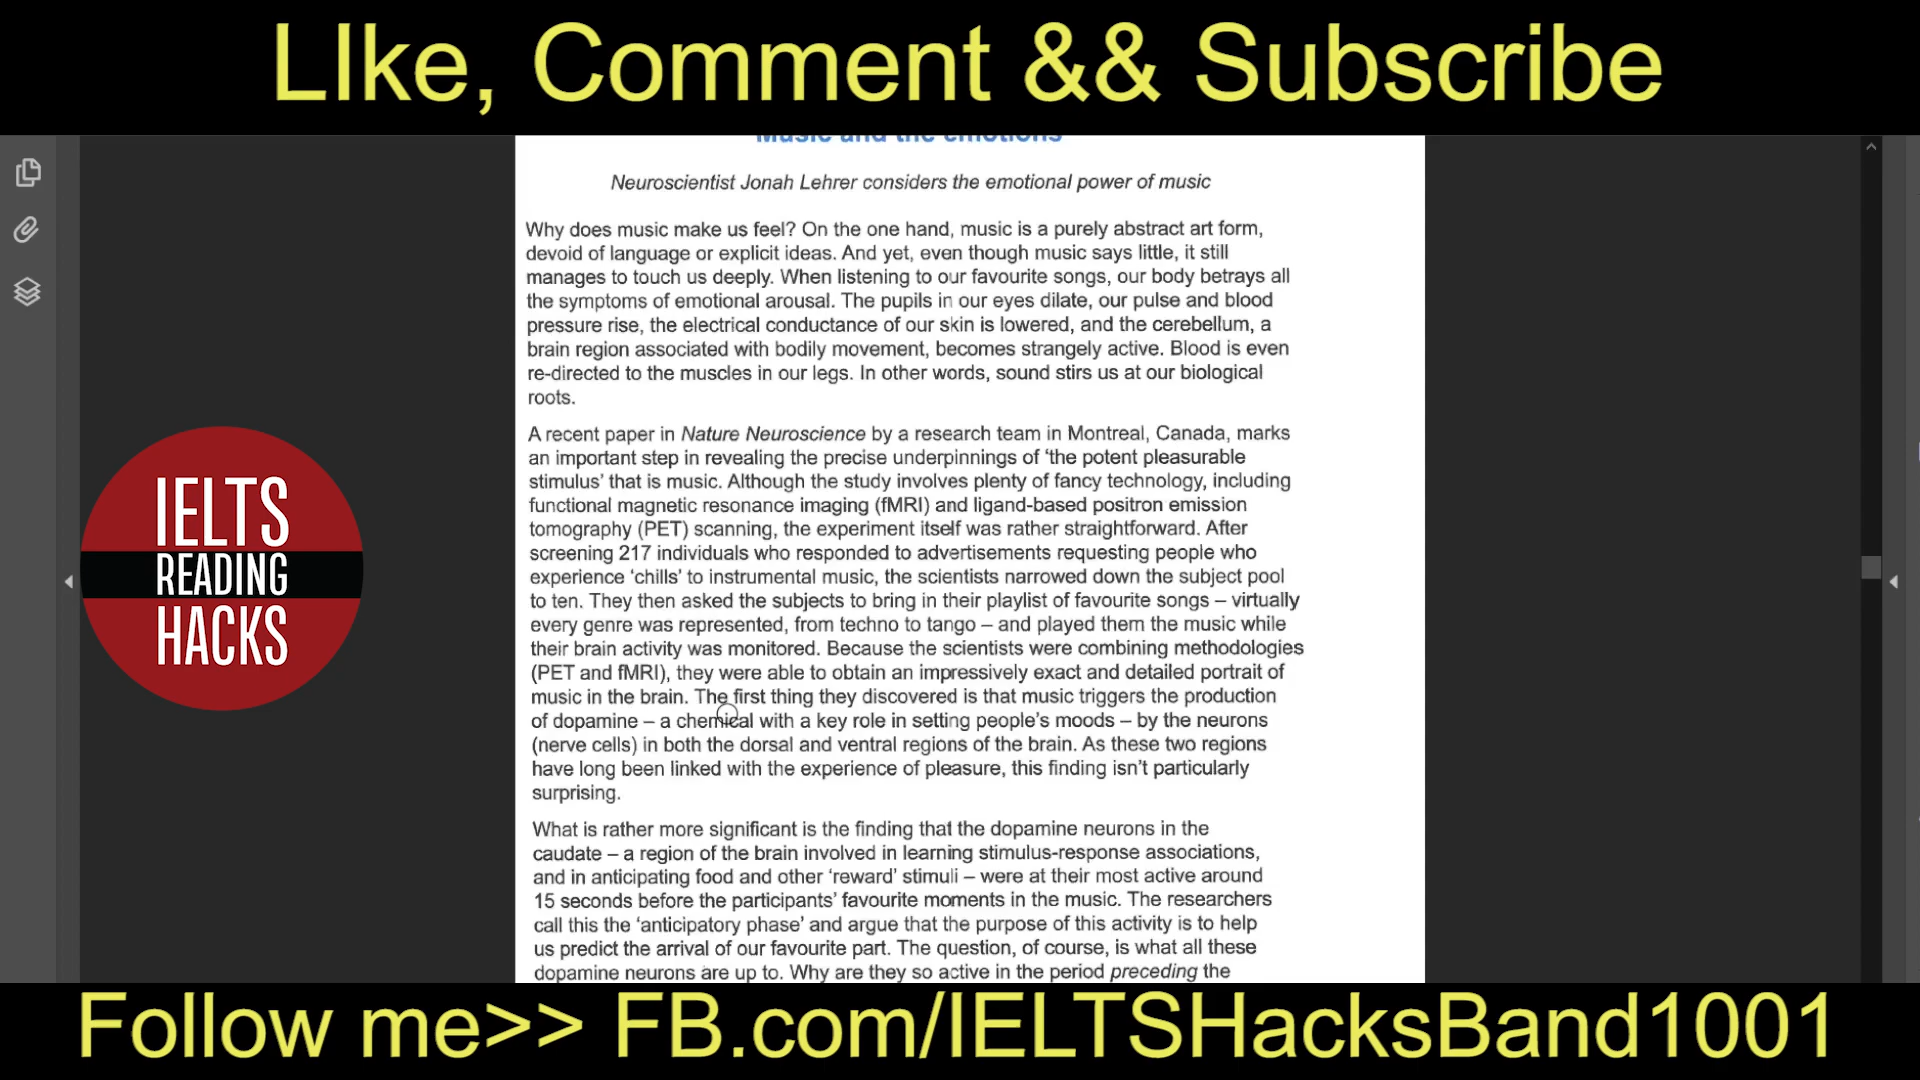 LIke, Comment && Subscribe
Music and the emotions
Neuroscientist Jonah Lehrer considers the emotional power of music
Why does music make us feel? On the one hand, music is a purely abstract art form,
devoid of language or explicit ideas. And yet, even though music says little, it still
manages to touch us deeply. When listening to our favourite songs, our body betrays all
the symptoms of emotional arousal. The pupils in our eyes dilate, our pulse and blood
pressure rise, the electrical conductance of our skin is lowered, and the cerebellum, a
brain region associated with bodily movement, becomes strangely active. Blood is even
re-directed to the muscles in our legs. In other words, sound stirs us at our biological
roots.
A recent paper in Nature Neuroscience by a research team in Montreal, Canada, marks
an important step in revealing the precise underpinnings of 'the potent pleasurable
stimulus' that is music. Although the study involves plenty of fancy technology, including
functional magnetic resonance imaging (fMRI) and ligand-based positron emission
tomography (PET) scanning, the experiment itself was rather straightforward. After
screening 217 individuals who responded to advertisements requesting people who
experience 'chills' to instrumental music, the scientists narrowed down the subject pool
to ten. They then asked the subjects to bring in their playlist of favourite songs – virtually
every genre was represented, from techno to tango – and played them the music while
their brain activity was monitored. Because the scientists were combining methodologies
(PET and fMRI), they were able to obtain an impressively exact and detailed portrait of
music in the brain. The first thing they discovered is that music triggers the production
of dopamine – a chemical with a key role in setting people's moods – by the neurons
(nerve cells) in both the dorsal and ventral regions of the brain. As these two regions
have long been linked with the experience of pleasure, this finding isn't particularly
surprising.
What is rather more significant is the finding that the dopamine neurons in the
caudate – a region of the brain involved in learning stimulus-response associations,
and in anticipating food and other 'reward' stimuli – were at their most active around
15 seconds before the participants' favourite moments in the music. The researchers
call this the 'anticipatory phase' and argue that the purpose of this activity is to help
us predict the arrival of our favourite part. The question, of course, is what all these
dopamine neurons are up to. Why are they so active in the period preceding the
IELTS
READING
HACKS
Follow me>> FB.com/IELTSHacksBand1001